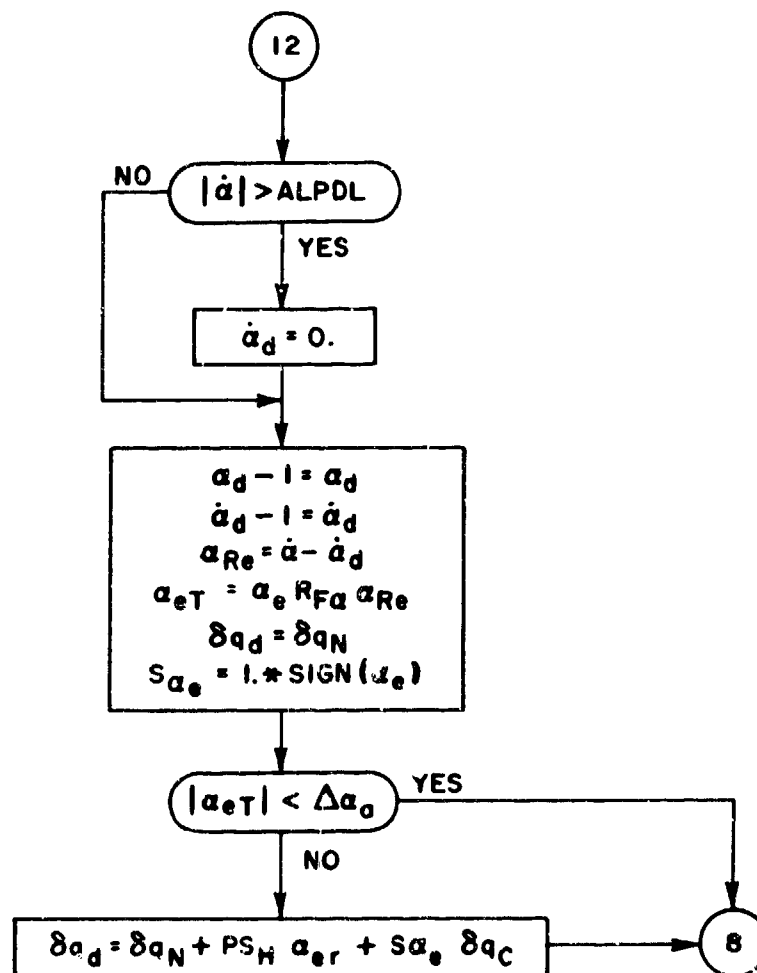 12
NO
|α̇| > ALPDL
YES
α̇d = 0.
αd − 1 = αd
α̇d − 1 = α̇d
αRe = α̇ − α̇d
αeT = αe RFα αRe
δqd = δqN
Sαe = 1.* SIGN(αe)
|αeT| < Δαa
YES
NO
δqd = δqN + PSH αer + Sαe δqC
8